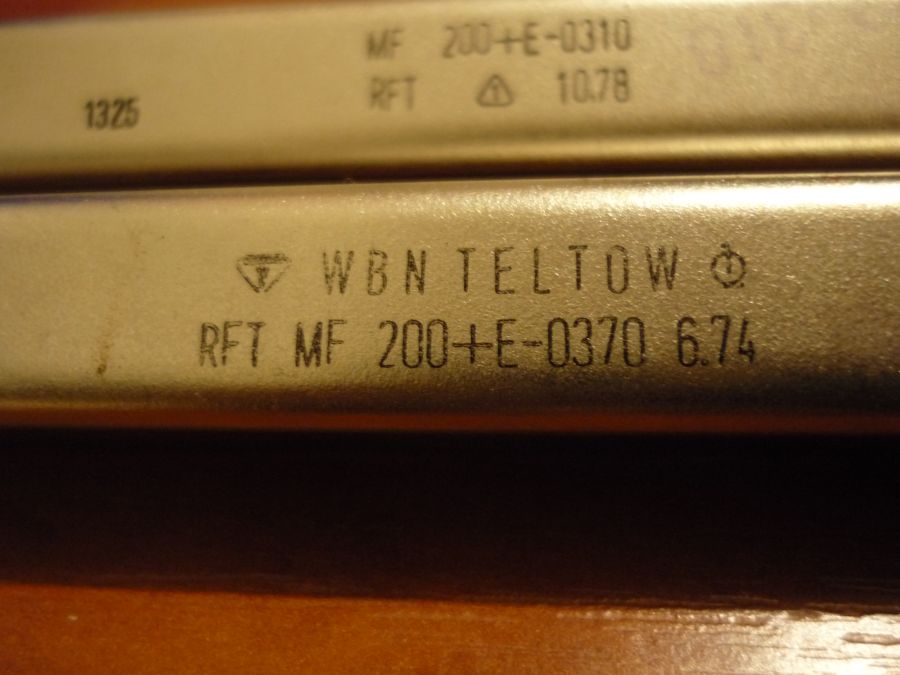 MF 200+E-0310
RFT 10.78
1325
WBN TELTOW
RFT MF 200+E-0370 6.74